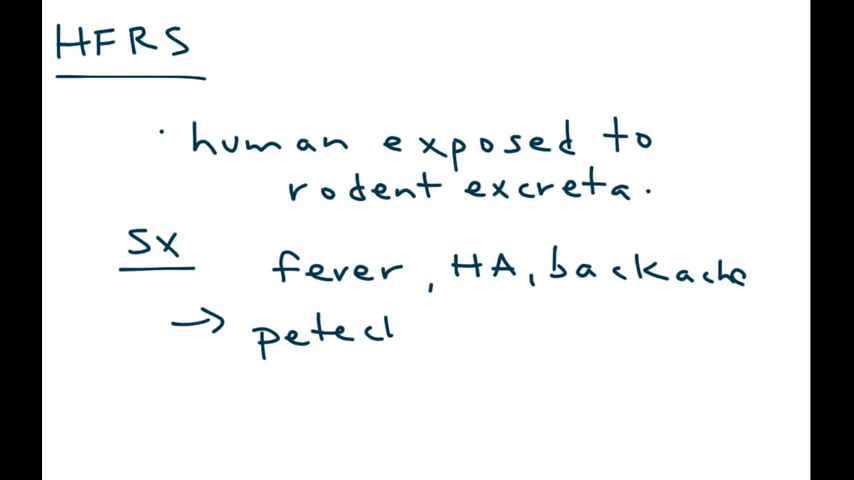 HFRS
· human exposed to
rodent excreta.
Sx
fever, HA, backache
→ petecl